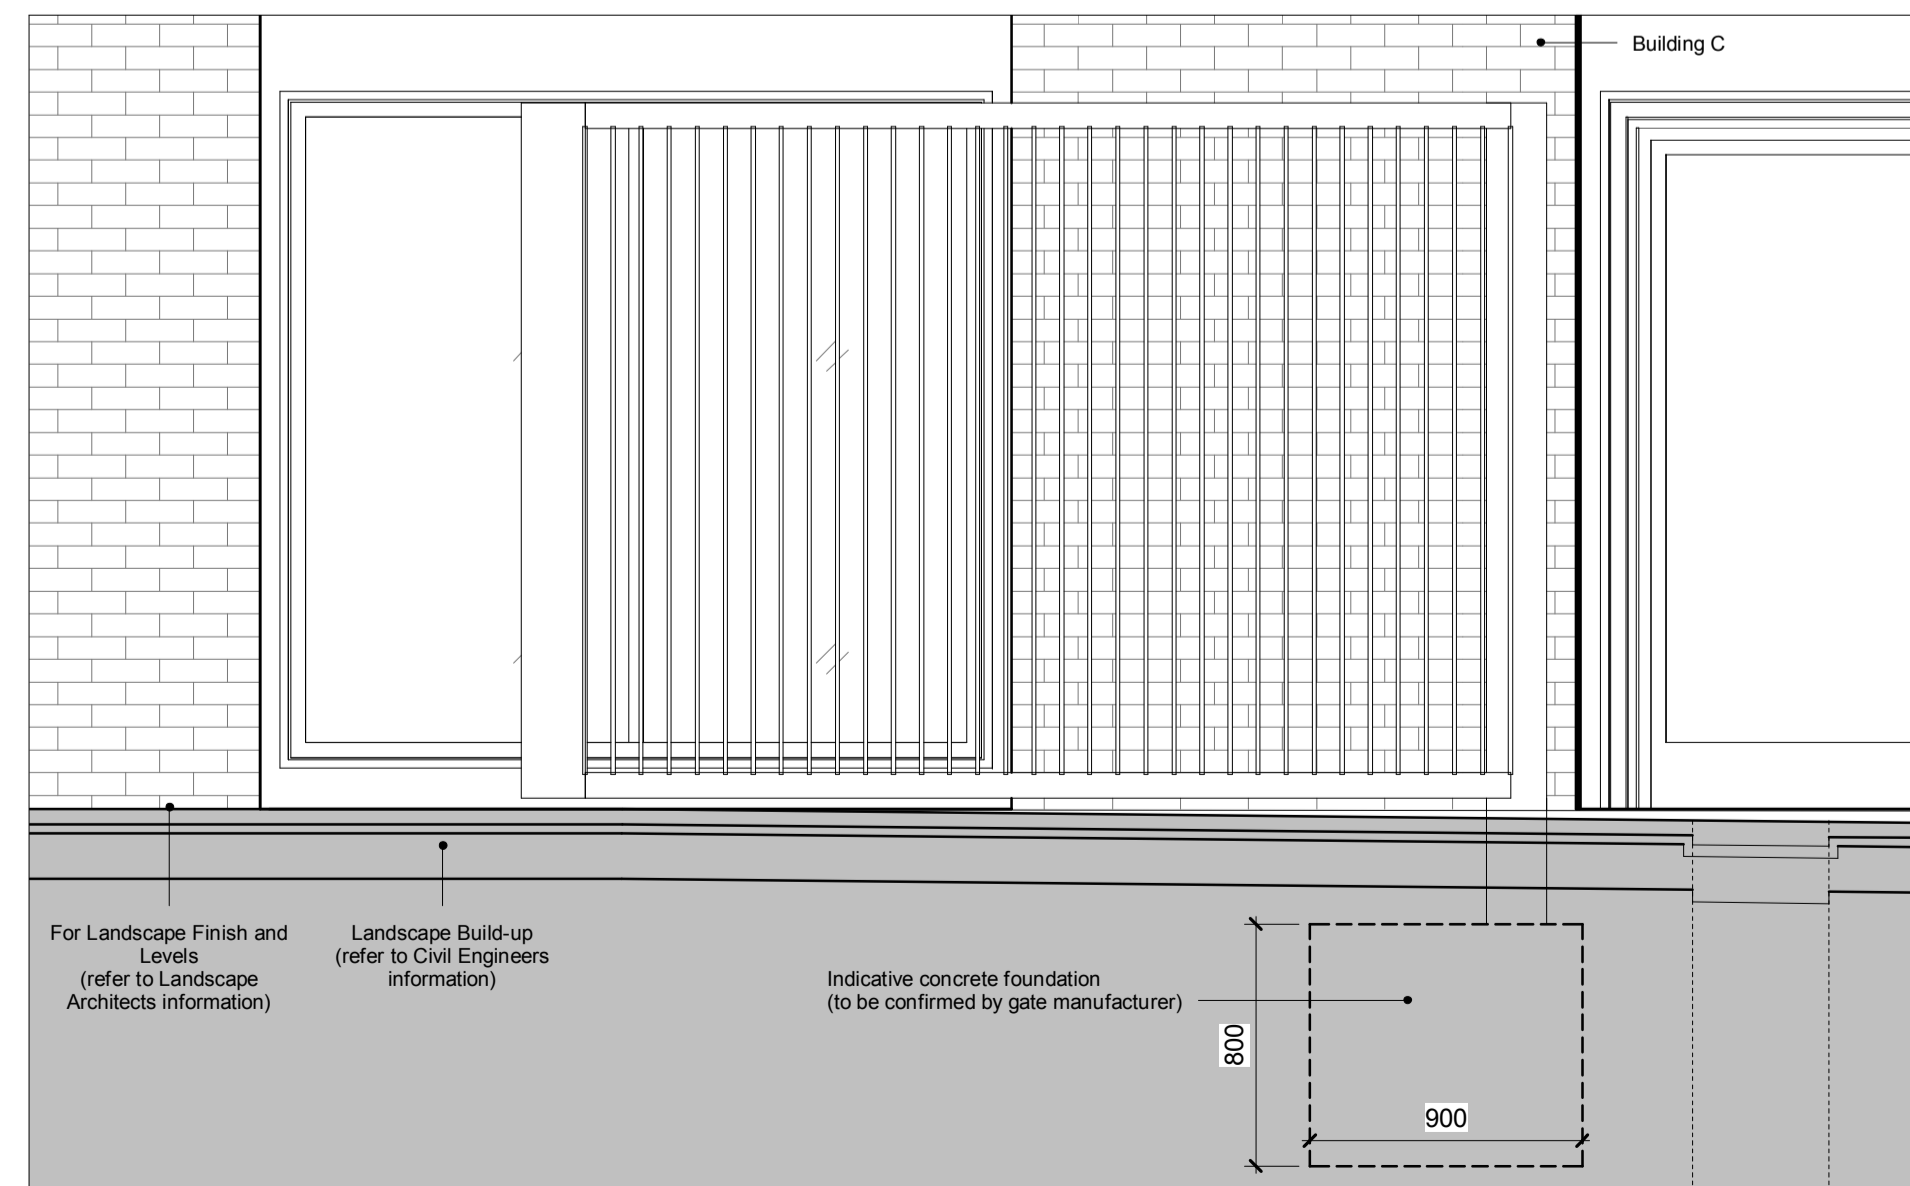 Building C
For Landscape Finish and
Levels
(refer to Landscape
Architects information)
Landscape Build-up
(refer to Civil Engineers
information)
Indicative concrete foundation
(to be confirmed by gate manufacturer)
800
900